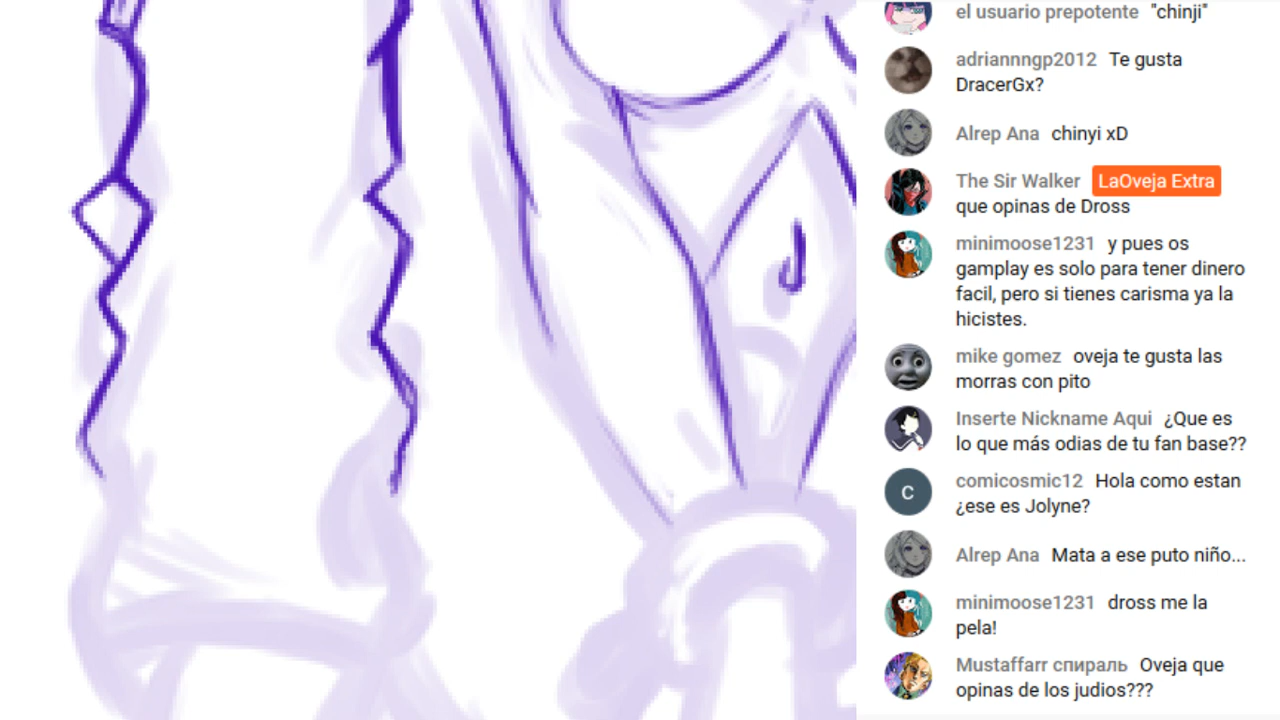 el usuario prepotente "chinji"
adriannngp2012 Te gusta
DracerGx?
Alrep Ana chinyi xD
The Sir Walker LaOveja Extra
que opinas de Dross
minimoose1231 y pues os
gamplay es solo para tener dinero
facil, pero si tienes carisma ya la
hicistes.
mike gomez oveja te gusta las
morras con pito
Inserte Nickname Aqui ¿Que es
lo que más odias de tu fan base??
C
comicosmic12 Hola como estan
¿ese es Jolyne?
Alrep Ana Mata a ese puto niño...
minimoose1231 dross me la
pela!
Mustaffarr спираль Oveja que
opinas de los judios???